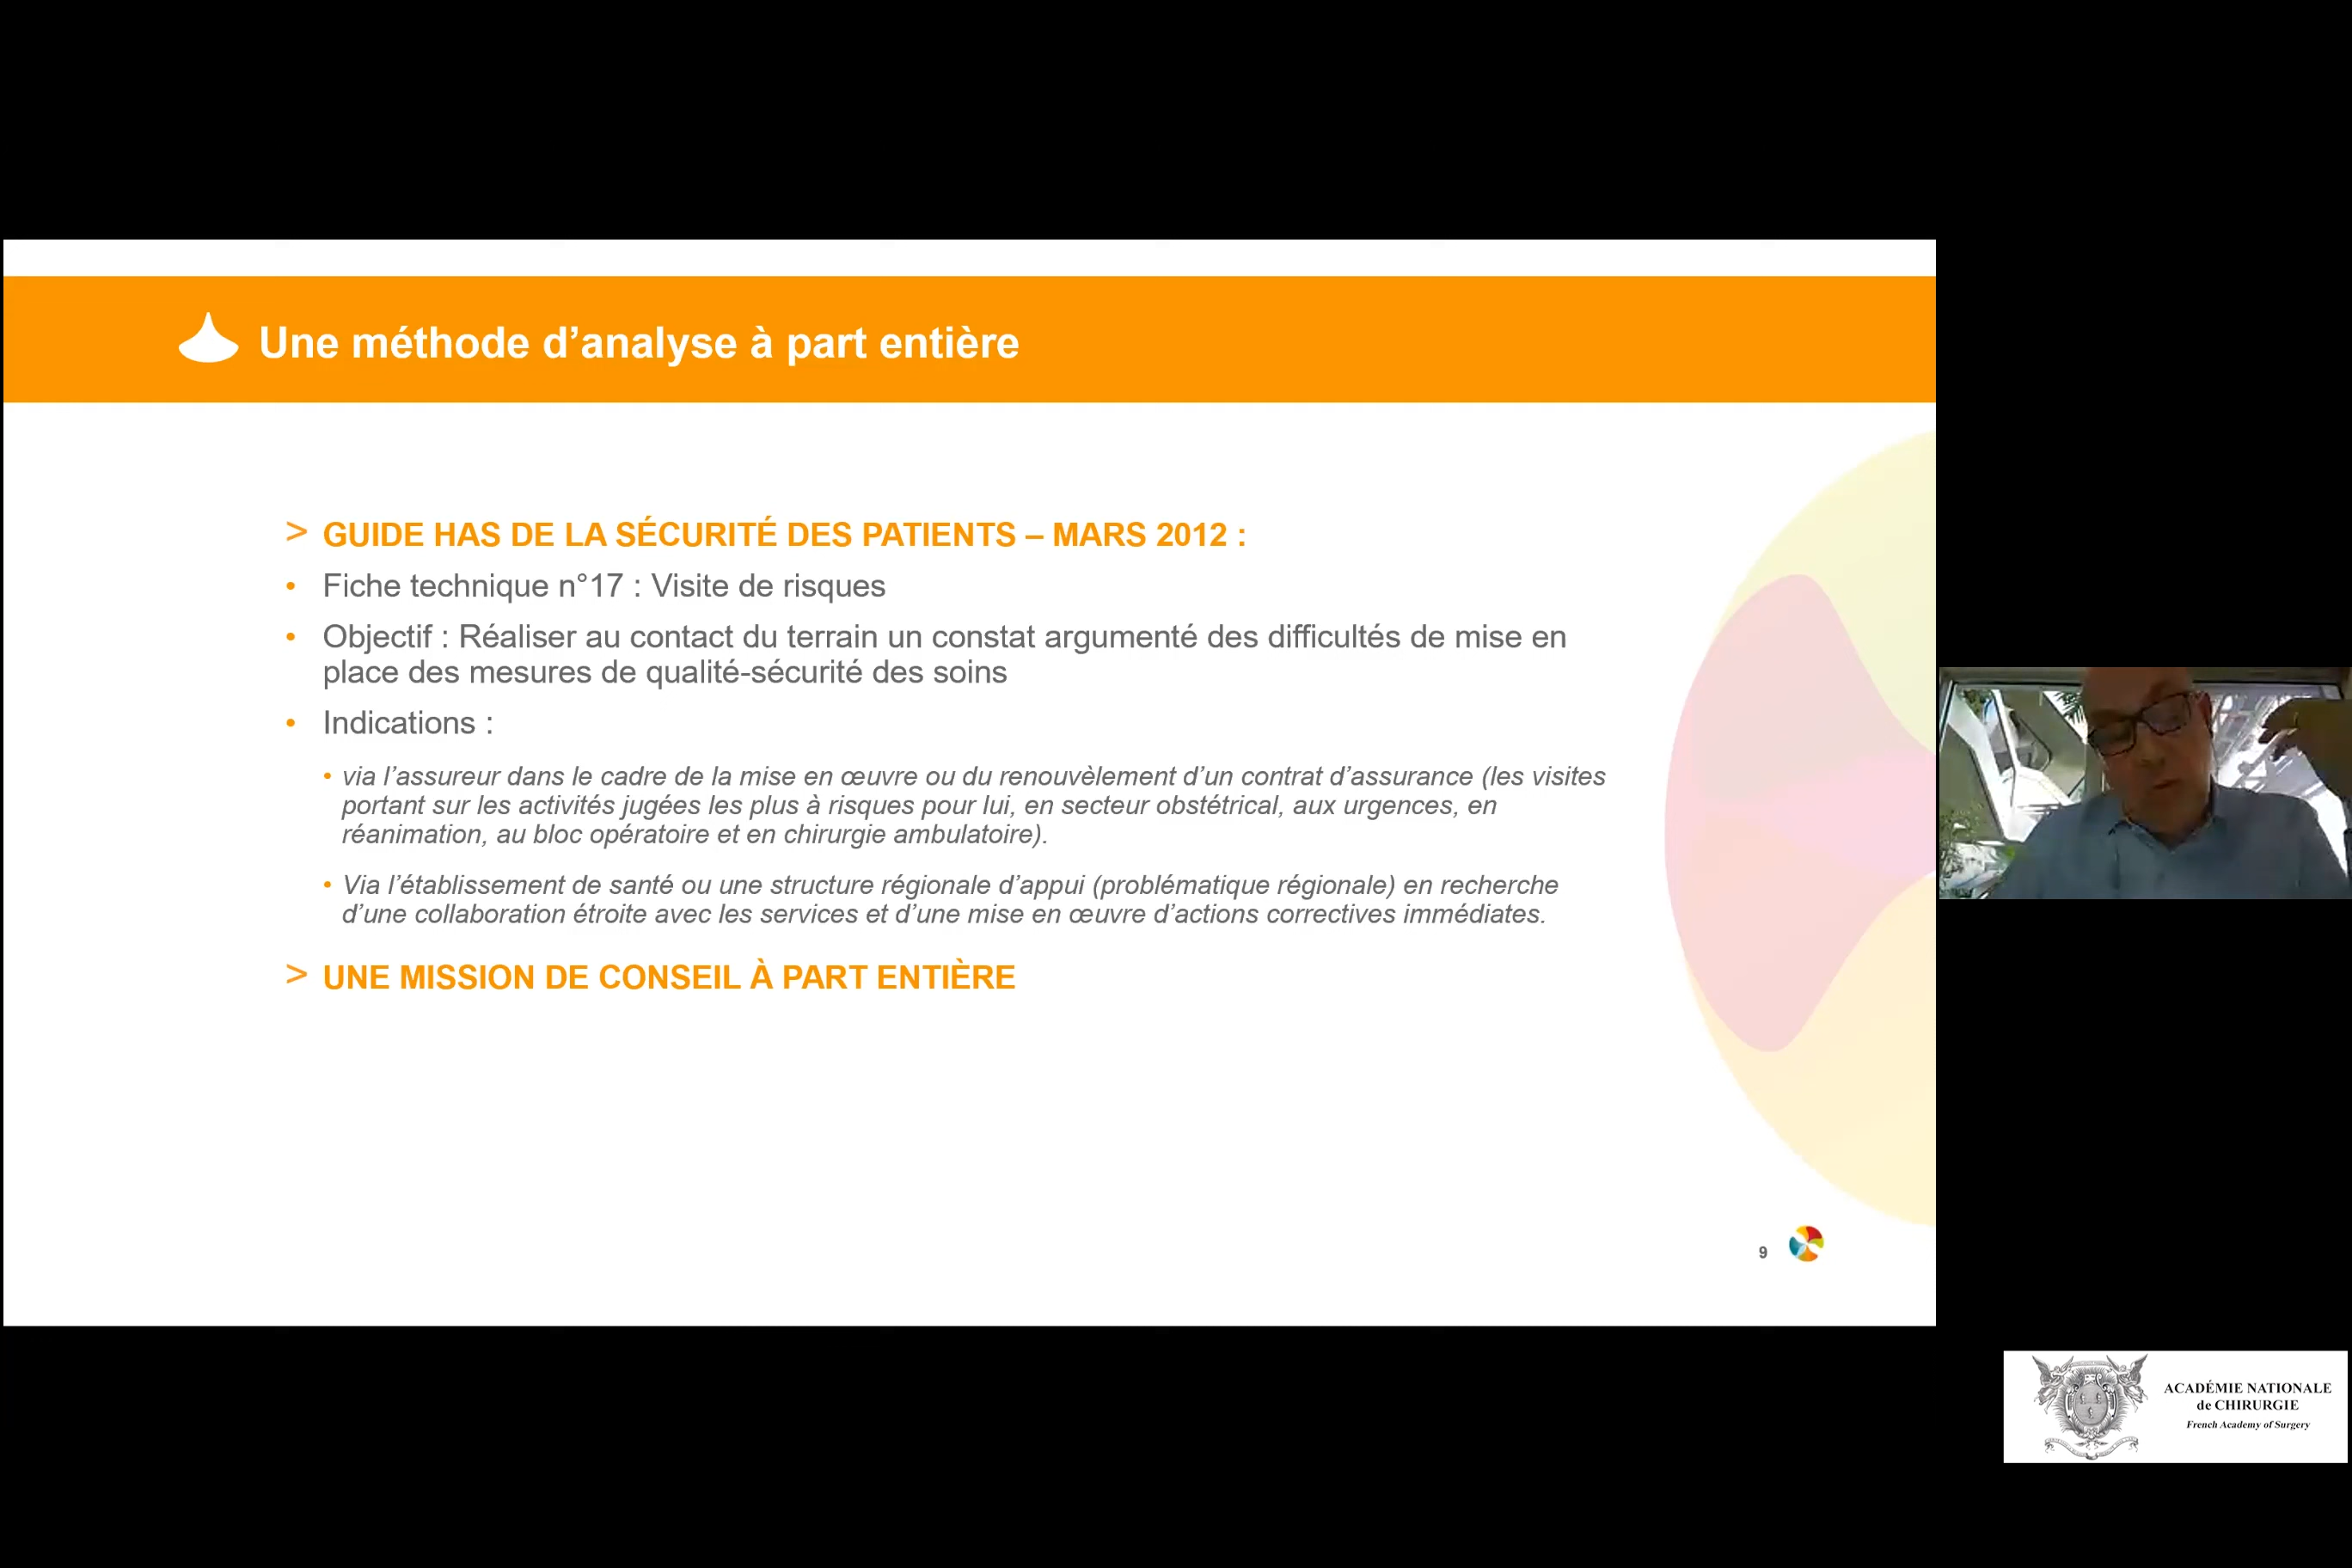 Une méthode d’analyse à part entière
> GUIDE HAS DE LA SÉCURITÉ DES PATIENTS – MARS 2012 :
• Fiche technique n°17 : Visite de risques
• Objectif : Réaliser au contact du terrain un constat argumenté des difficultés de mise en
place des mesures de qualité-sécurité des soins
• Indications :
• via l’assureur dans le cadre de la mise en œuvre ou du renouvèlement d’un contrat d’assurance (les visites
portant sur les activités jugées les plus à risques pour lui, en secteur obstétrical, aux urgences, en
réanimation, au bloc opératoire et en chirurgie ambulatoire).
• Via l’établissement de santé ou une structure régionale d’appui (problématique régionale) en recherche
d’une collaboration étroite avec les services et d’une mise en œuvre d’actions correctives immédiates.
> UNE MISSION DE CONSEIL À PART ENTIÈRE
9
ACADÉMIE NATIONALE
de CHIRURGIE
French Academy of Surgery